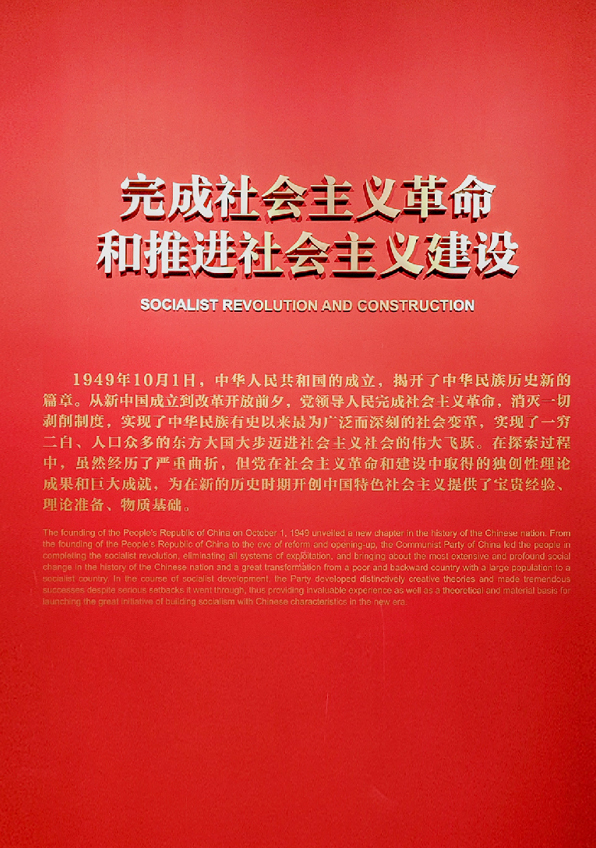 完成社会主义革命
和推进社会主义建设
SOCIALIST REVOLUTION AND CONSTRUCTION
1949年10月1日，中华人民共和国的成立，揭开了中华民族历史新的
篇章。从新中国成立到改革开放前夕，党领导人民完成社会主义革命，消灭一切
剥削制度，实现了中华民族有史以来最为广泛而深刻的社会变革，实现了一穷
二白、人口众多的东方大国大步迈进社会主义社会的伟大飞跃。在探索过程
中，虽然经历了严重曲折，但党在社会主义革命和建设中取得的独创性理论
成果和巨大成就，为在新的历史时期开创中国特色社会主义提供了宝贵经验、
理论准备、物质基础。
The founding of the People's Republic of China on October 1, 1949 unveiled a new chapter in the history of the Chinese nation. From
the founding of the People's Republic of China to the eve of reform and opening-up, the Communist Party of China led the people in
completing the socialist revolution, eliminating all systems of exploitation, and bringing about the most extensive and profound social
change in the history of the Chinese nation and a great transformation from a poor and backward country with a large population to a
socialist country. In the course of socialist development, the Party developed distinctively creative theories and made tremendous
successes despite serious setbacks it went through, thus providing invaluable experience as well as a theoretical and material basis for
launching the great initiative of building socialism with Chinese characteristics in the new era.